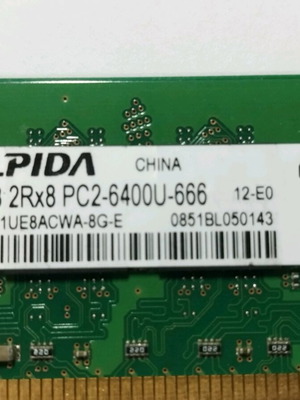 LPIDA CHINA
2Rx8 PC2-6400U-666 12-E0
1UE8ACWA-8G-E 0851BL050143